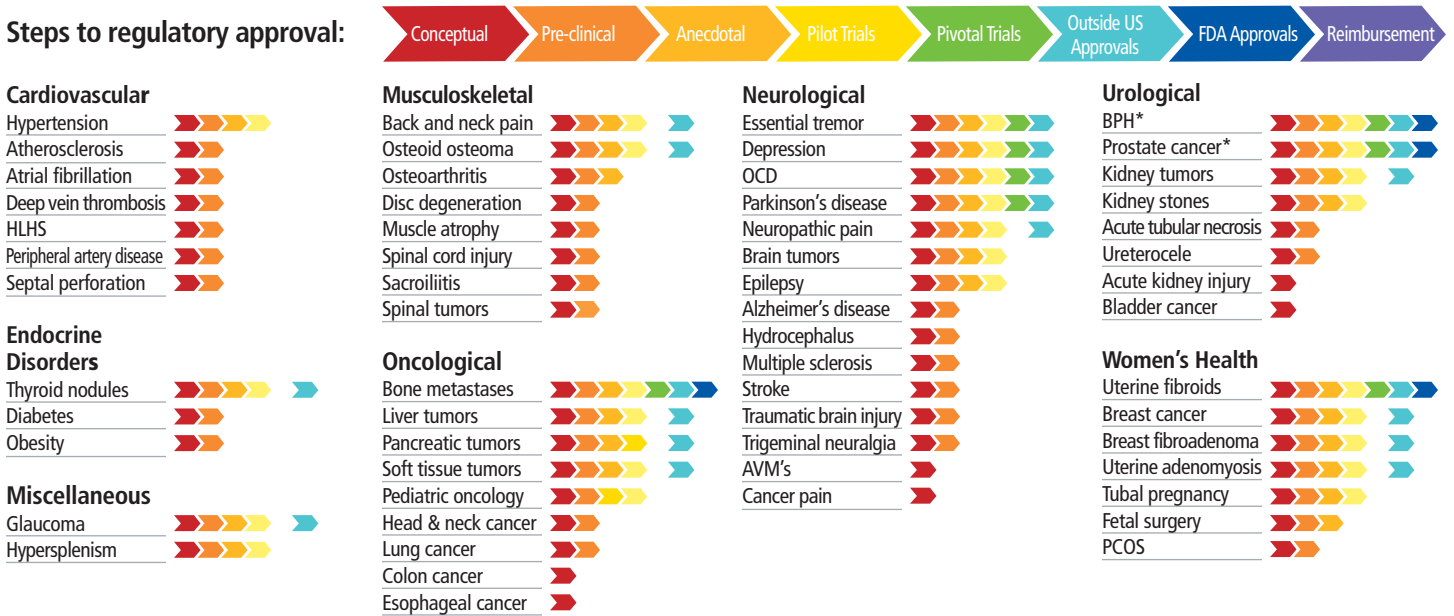 Steps to regulatory approval:
Conceptual
Pre-clinical
Anecdotal
Pilot Trials
Pivotal Trials
Outside US
Approvals
FDA Approvals
Reimbursement
Cardiovascular
Hypertension
Atherosclerosis
Atrial fibrillation
Deep vein thrombosis
HLHS
Peripheral artery disease
Septal perforation
Endocrine
Disorders
Thyroid nodules
Diabetes
Obesity
Miscellaneous
Glaucoma
Hypersplenism
Musculoskeletal
Back and neck pain
Osteoid osteoma
Osteoarthritis
Disc degeneration
Muscle atrophy
Spinal cord injury
Sacroiliitis
Spinal tumors
Oncological
Bone metastases
Liver tumors
Pancreatic tumors
Soft tissue tumors
Pediatric oncology
Head & neck cancer
Lung cancer
Colon cancer
Esophageal cancer
Neurological
Essential tremor
Depression
OCD
Parkinson's disease
Neuropathic pain
Brain tumors
Epilepsy
Alzheimer's disease
Hydrocephalus
Multiple sclerosis
Stroke
Traumatic brain injury
Trigeminal neuralgia
AVM's
Cancer pain
Urological
BPH*
Prostate cancer*
Kidney tumors
Kidney stones
Acute tubular necrosis
Ureterocele
Acute kidney injury
Bladder cancer
Women's Health
Uterine fibroids
Breast cancer
Breast fibroadenoma
Uterine adenomyosis
Tubal pregnancy
Fetal surgery
PCOS